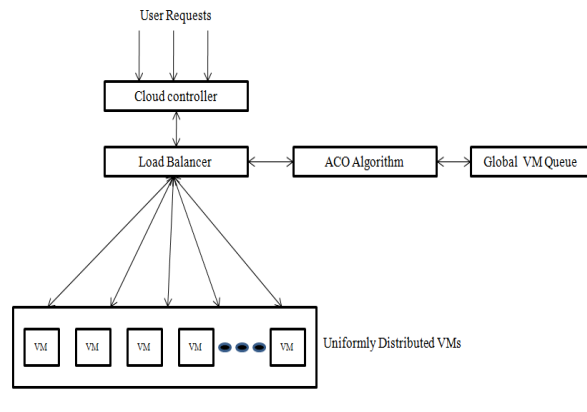 User Requests
Cloud controller
Load Balancer
ACO Algorithm
Global VM Queue
VM
VM
VM
VM
VM
Uniformly Distributed VMs